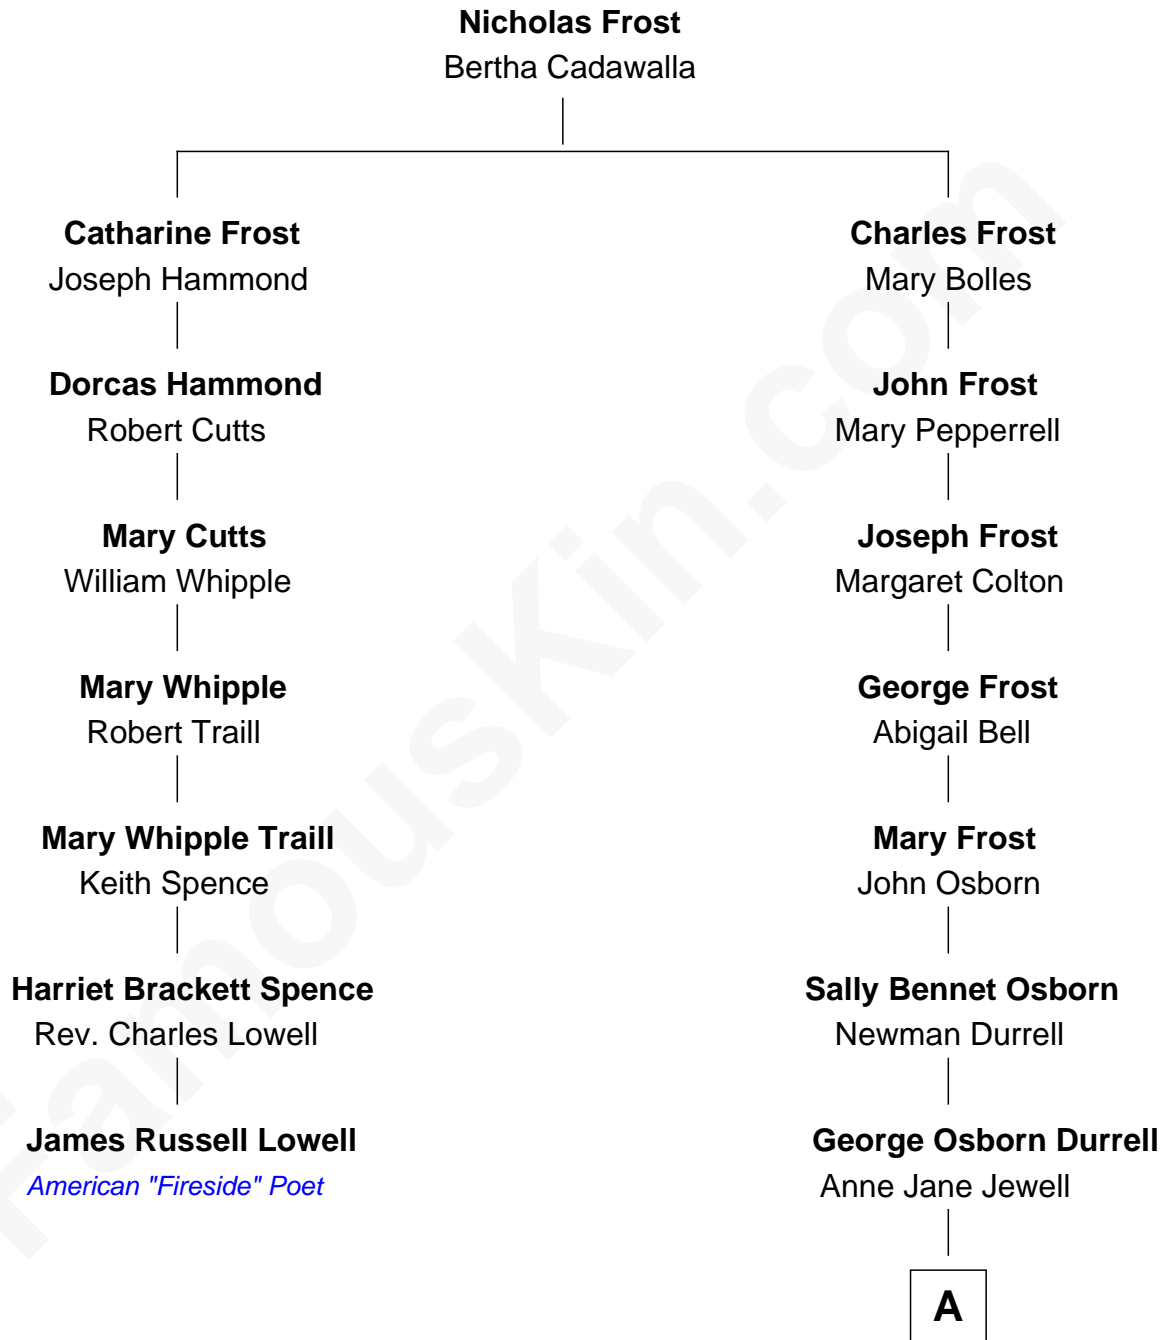 Nicholas Frost
Bertha Cadawalla
Catharine Frost
Joseph Hammond
Charles Frost
Mary Bolles
Dorcas Hammond
Robert Cutts
John Frost
Mary Pepperrell
Mary Cutts
William Whipple
Joseph Frost
Margaret Colton
Mary Whipple
Robert Traill
George Frost
Abigail Bell
Mary Whipple Traill
Keith Spence
Mary Frost
John Osborn
Harriet Brackett Spence
Rev. Charles Lowell
Sally Bennet Osborn
Newman Durrell
James Russell Lowell
American "Fireside" Poet
George Osborn Durrell
Anne Jane Jewell
A
FamousKin.com